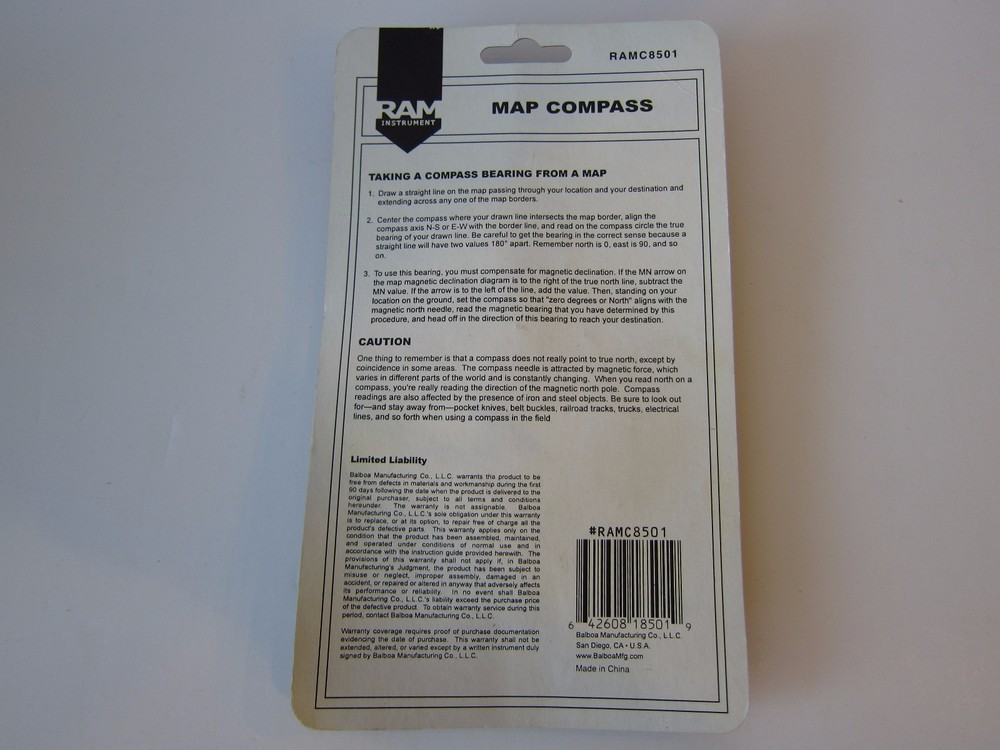 RAMC8501
RAM
INSTRUMENT
MAP COMPASS
TAKING A COMPASS BEARING FROM A MAP
1. Draw a straight line on the map passing through your location and your destination and
extending across any one of the map borders.
2. Center the compass where your drawn line intersects the map border, align the
compass axis N-S or E-W with the border line, and read on the compass circle the true
bearing of your drawn line. Be careful to get the bearing in the correct sense because a
straight line will have two values 180° apart. Remember north is 0, east is 90, and so
on.
3. To use this bearing, you must compensate for magnetic declination. If the MN arrow on
the map magnetic declination diagram is to the right of the true north line, subtract the
MN value. If the arrow is to the left of the line, add the value. Then, standing on your
location on the ground, set the compass so that "zero degrees or North" aligns with the
magnetic north needle, read the magnetic bearing that you have determined by this
procedure, and head off in the direction of this bearing to reach your destination.
CAUTION
One thing to remember is that a compass does not really point to true north, except by
coincidence in some areas. The compass needle is attracted by magnetic force, which
varies in different parts of the world and is constantly changing. When you read north on a
compass, you're really reading the direction of the magnetic north pole. Compass
readings are also affected by the presence of iron and steel objects. Be sure to look out
for—and stay away from—pocket knives, belt buckles, railroad tracks, trucks, electrical
lines, and so forth when using a compass in the field
Limited Liability
Balboa Manufacturing Co., L.L.C. warrants the product to be
free from defects in materials and workmanship during the first
90 days following the date when the product is delivered to the
original purchaser, subject to all terms and conditions
hereunder. The warranty is not assignable. Balboa
Manufacturing Co., L.L.C.'s sole obligation under this warranty
is to replace, or at its option, to repair free of charge all the
product's defective parts. This warranty applies only on the
condition that the product has been assembled, maintained,
and operated under conditions of normal use and in
accordance with the instruction guide provided herewith. The
provisions of this warranty shall not apply if, in Balboa
Manufacturing's Judgment, the product has been subject to
misuse or neglect, improper assembly, damaged in an
accident, or repaired or altered in anyway that adversely affects
its performance or reliability. In no event shall Balboa
Manufacturing Co., L.L.C.'s liability exceed the purchase price
of the defective product. To obtain warranty service during this
period, contact Balboa Manufacturing Co., L.L.C.
Warranty coverage requires proof of purchase documentation
evidencing the date of purchase. This warranty shall not be
extended, altered, or varied except by a written instrument duly
signed by Balboa Manufacturing Co., L.L.C.
#RAMC8501
6 42608 18501 9
Balboa Manufacturing Co., L.L.C.
San Diego, CA • U.S.A.
www.BalboaMfg.com
Made in China